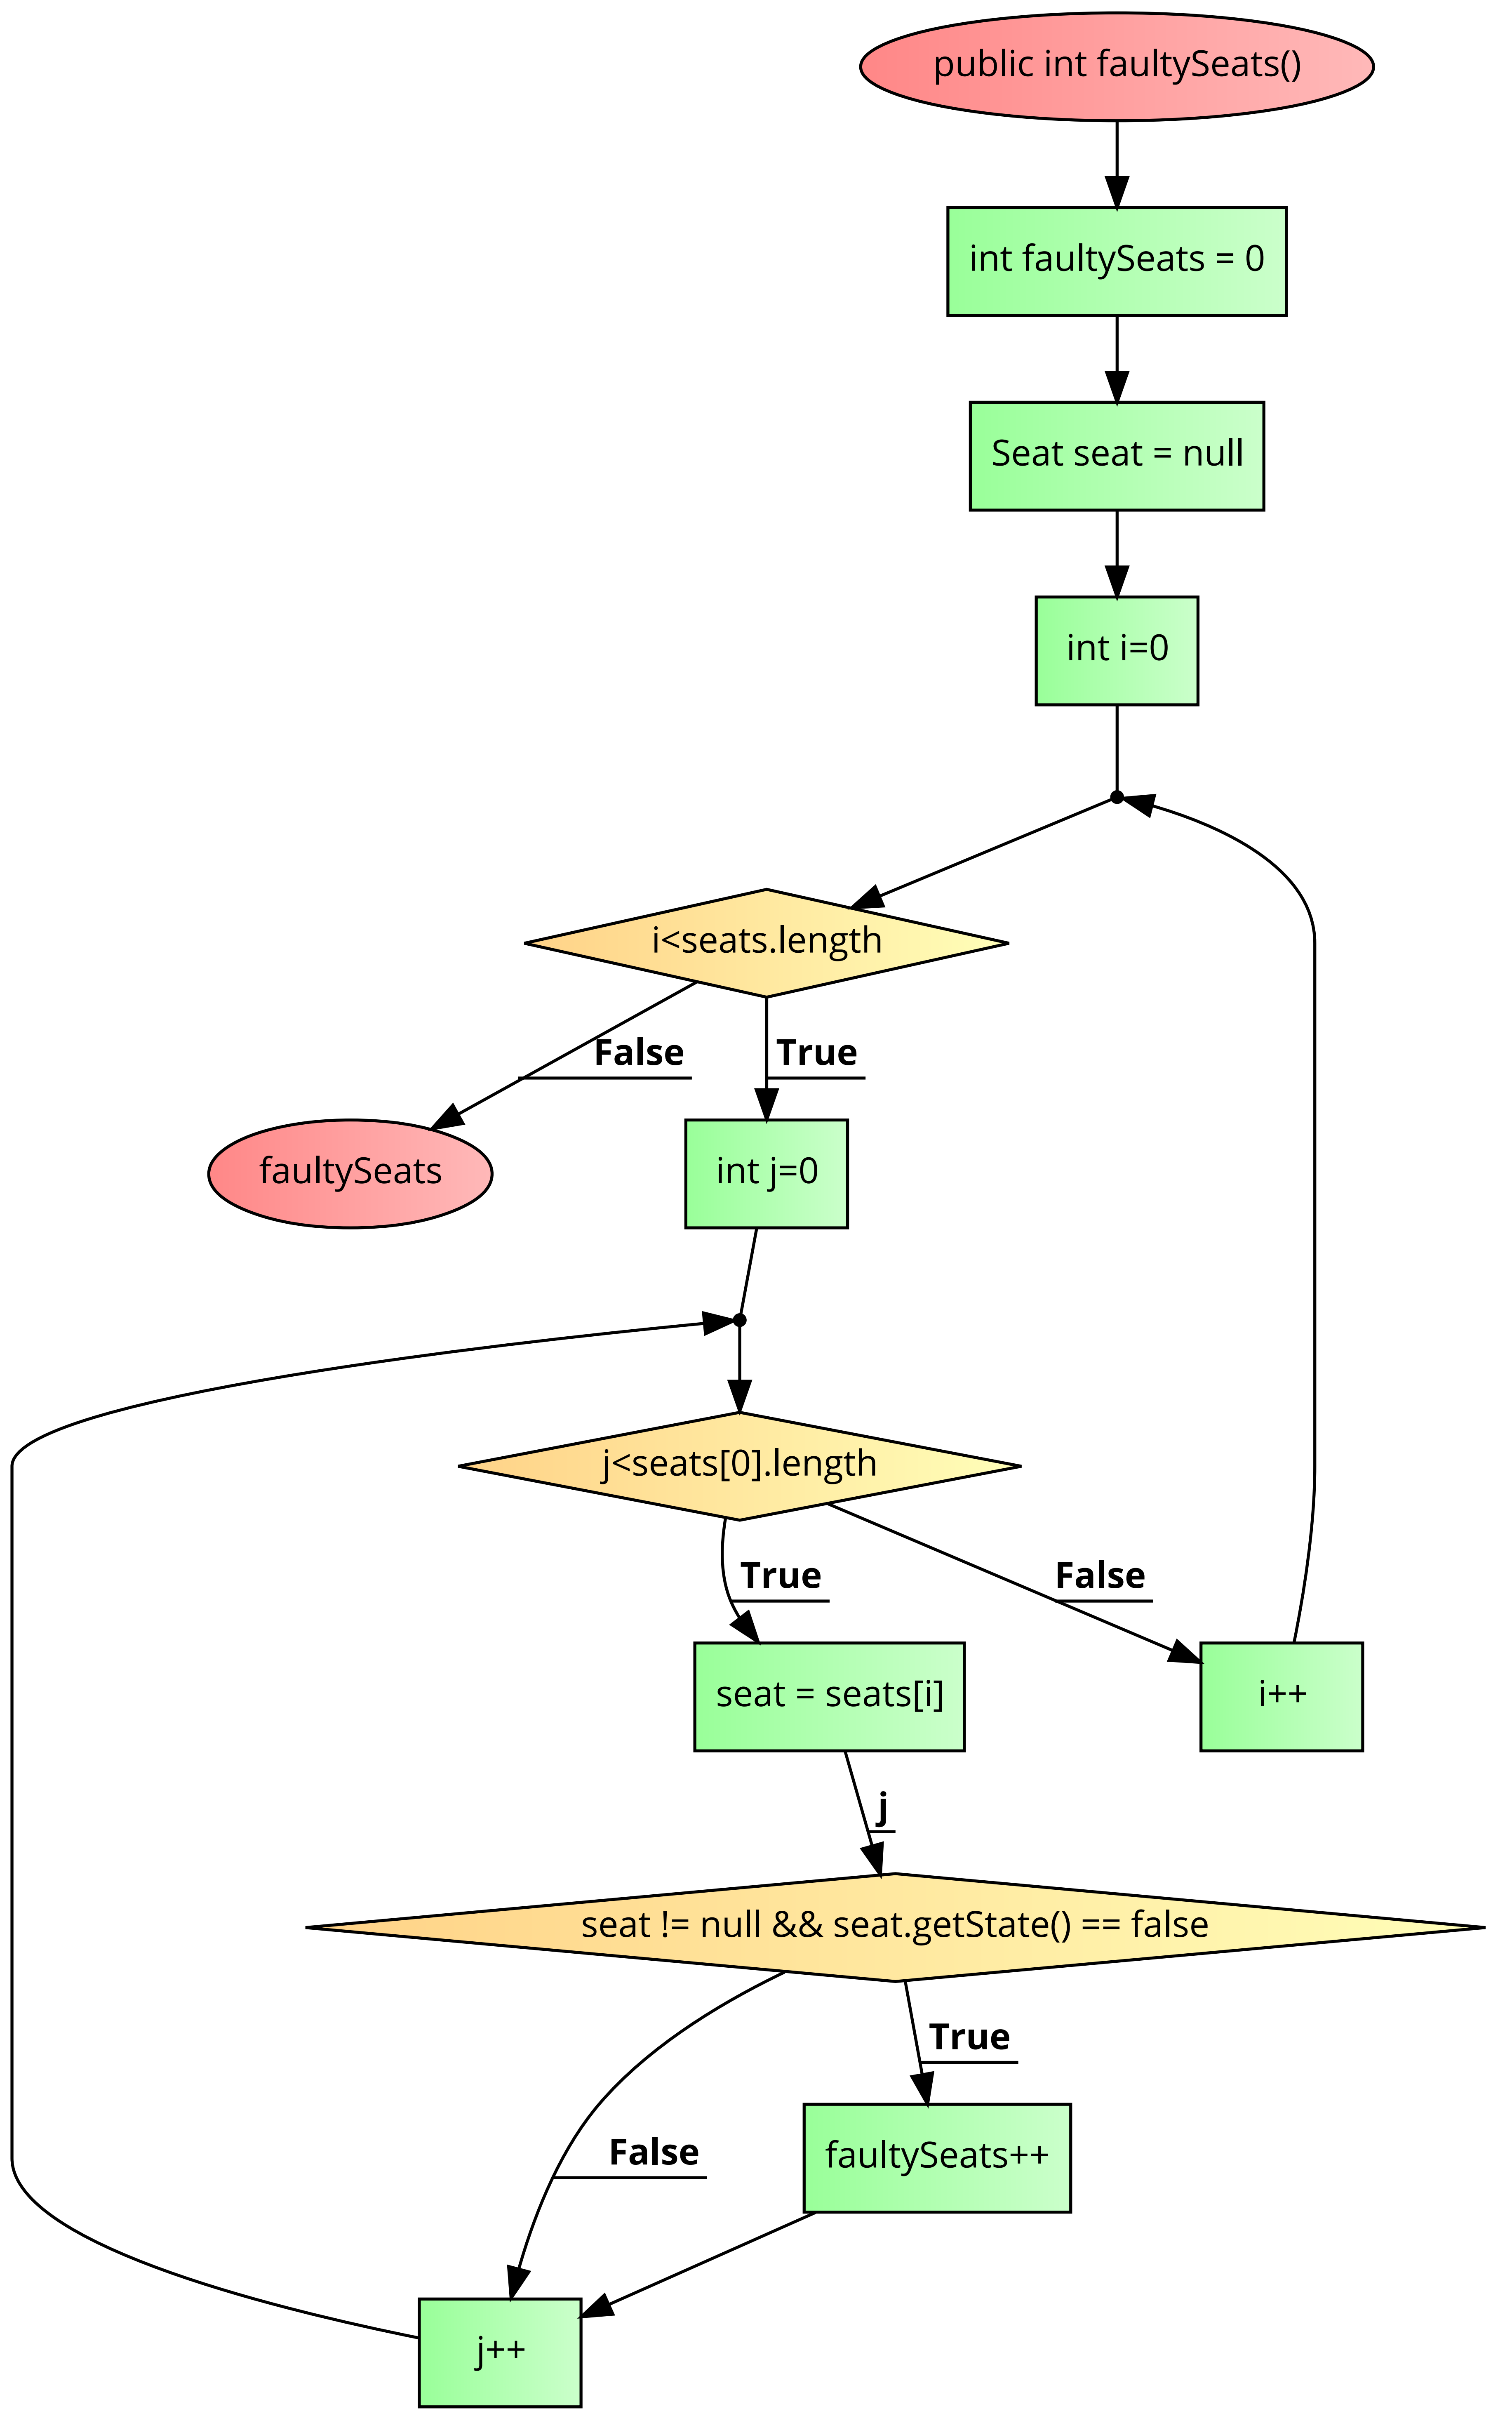 public int faultySeats()
int faultySeats = 0
Seat seat = null
int i=0
i<seats.length
False
True
faultySeats
int j=0
j<seats[0].length
True
False
seat = seats[i]
i++
j
seat != null && seat.getState() == false
True
False
faultySeats++
j++